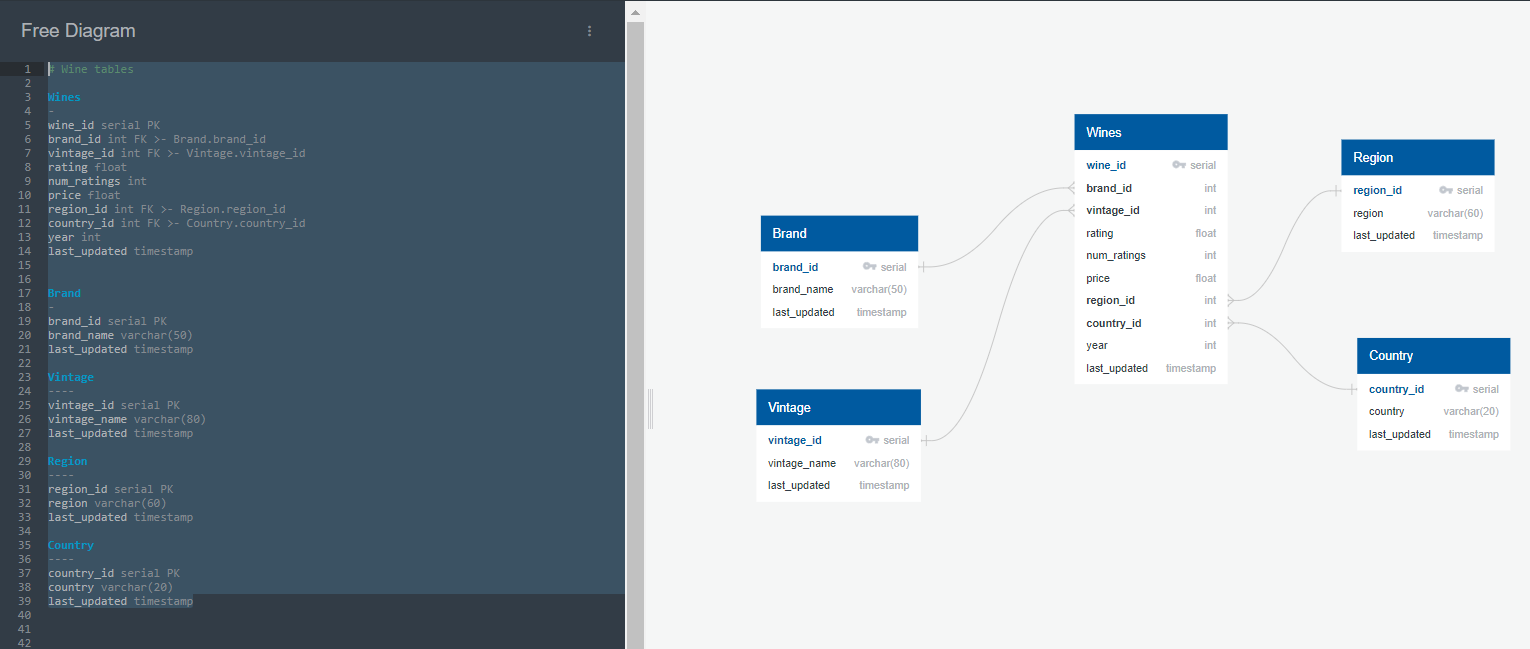 Free Diagram
1 # Wine tables
2
3 Wines
4 -
5 wine_id serial PK
6 brand_id int FK >- Brand.brand_id
7 vintage_id int FK >- Vintage.vintage_id
8 rating float
9 num_ratings int
10 price float
11 region_id int FK >- Region.region_id
12 country_id int FK >- Country.country_id
13 year int
14 last_updated timestamp
15
16
17 Brand
18 -
19 brand_id serial PK
20 brand_name varchar(50)
21 last_updated timestamp
22
23 Vintage
24 ----
25 vintage_id serial PK
26 vintage_name varchar(80)
27 last_updated timestamp
28
29 Region
30 ----
31 region_id serial PK
32 region varchar(60)
33 last_updated timestamp
34
35 Country
36 ----
37 country_id serial PK
38 country varchar(20)
39 last_updated timestamp
40
41
42
Brand
brand_id serial
brand_name varchar(50)
last_updated timestamp
Vintage
vintage_id serial
vintage_name varchar(80)
last_updated timestamp
Wines
wine_id serial
brand_id int
vintage_id int
rating float
num_ratings int
price float
region_id int
country_id int
year int
last_updated timestamp
Region
region_id serial
region varchar(60)
last_updated timestamp
Country
country_id serial
country varchar(20)
last_updated timestamp